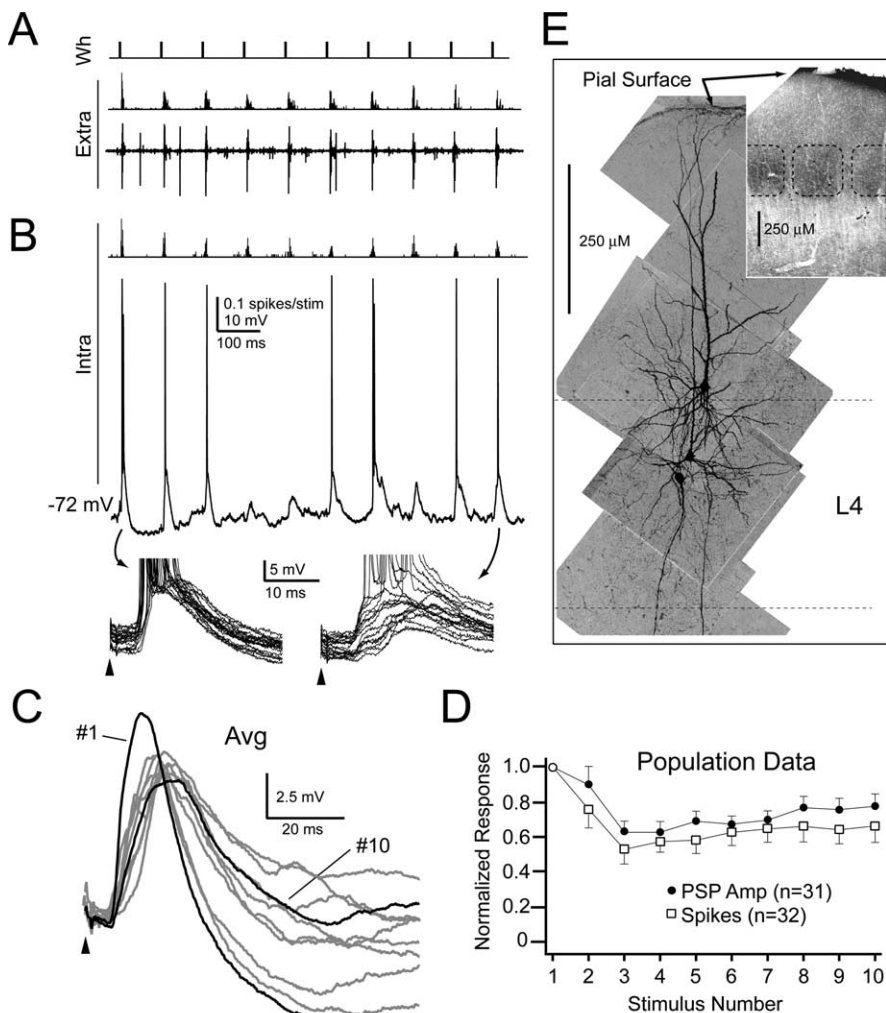 A
Wh
Extra
B
0.1 spikes/stim
10 mV
100 ms
Intra
-72 mV
5 mV
10 ms
C
#1
Avg
2.5 mV
20 ms
#10
D
Population Data
Normalized Response
1.0
0.8
0.6
0.4
0.2
0
PSP Amp (n=31)
Spikes (n=32)
1 2 3 4 5 6 7 8 9 10
Stimulus Number
E
Pial Surface
250 μM
250 μM
L4